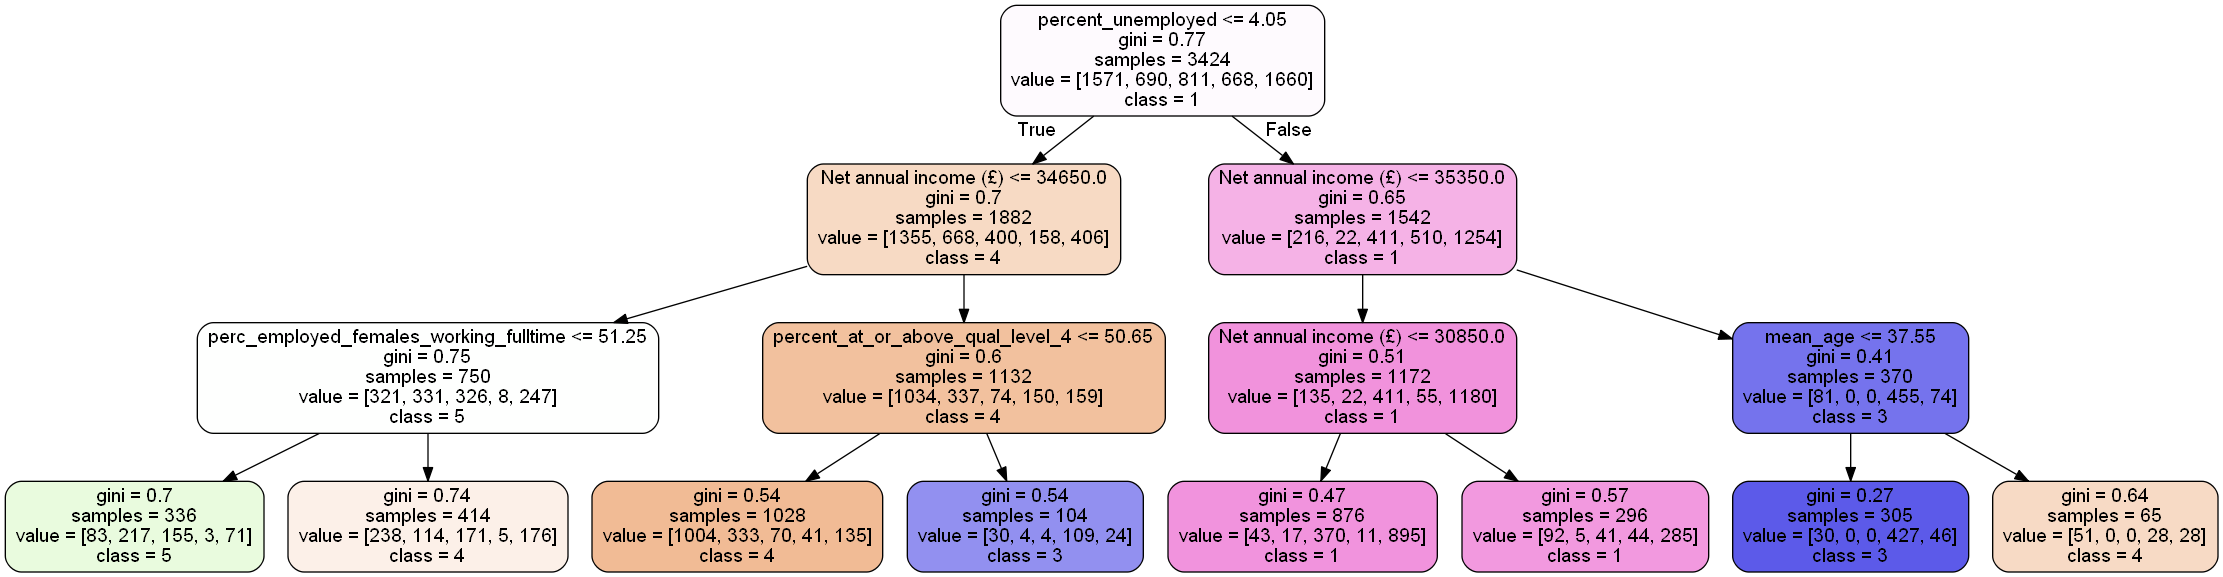 percent_unemployed <= 4.05
gini = 0.77
samples = 3424
value = [1571, 690, 811, 668, 1660]
class = 1
True
False
Net annual income (£) <= 34650.0
gini = 0.7
samples = 1882
value = [1355, 668, 400, 158, 406]
class = 4
Net annual income (£) <= 35350.0
gini = 0.65
samples = 1542
value = [216, 22, 411, 510, 1254]
class = 1
perc_employed_females_working_fulltime <= 51.25
gini = 0.75
samples = 750
value = [321, 331, 326, 8, 247]
class = 5
percent_at_or_above_qual_level_4 <= 50.65
gini = 0.6
samples = 1132
value = [1034, 337, 74, 150, 159]
class = 4
Net annual income (£) <= 30850.0
gini = 0.51
samples = 1172
value = [135, 22, 411, 55, 1180]
class = 1
mean_age <= 37.55
gini = 0.41
samples = 370
value = [81, 0, 0, 455, 74]
class = 3
gini = 0.7
samples = 336
value = [83, 217, 155, 3, 71]
class = 5
gini = 0.74
samples = 414
value = [238, 114, 171, 5, 176]
class = 4
gini = 0.54
samples = 1028
value = [1004, 333, 70, 41, 135]
class = 4
gini = 0.54
samples = 104
value = [30, 4, 4, 109, 24]
class = 3
gini = 0.47
samples = 876
value = [43, 17, 370, 11, 895]
class = 1
gini = 0.57
samples = 296
value = [92, 5, 41, 44, 285]
class = 1
gini = 0.27
samples = 305
value = [30, 0, 0, 427, 46]
class = 3
gini = 0.64
samples = 65
value = [51, 0, 0, 28, 28]
class = 4